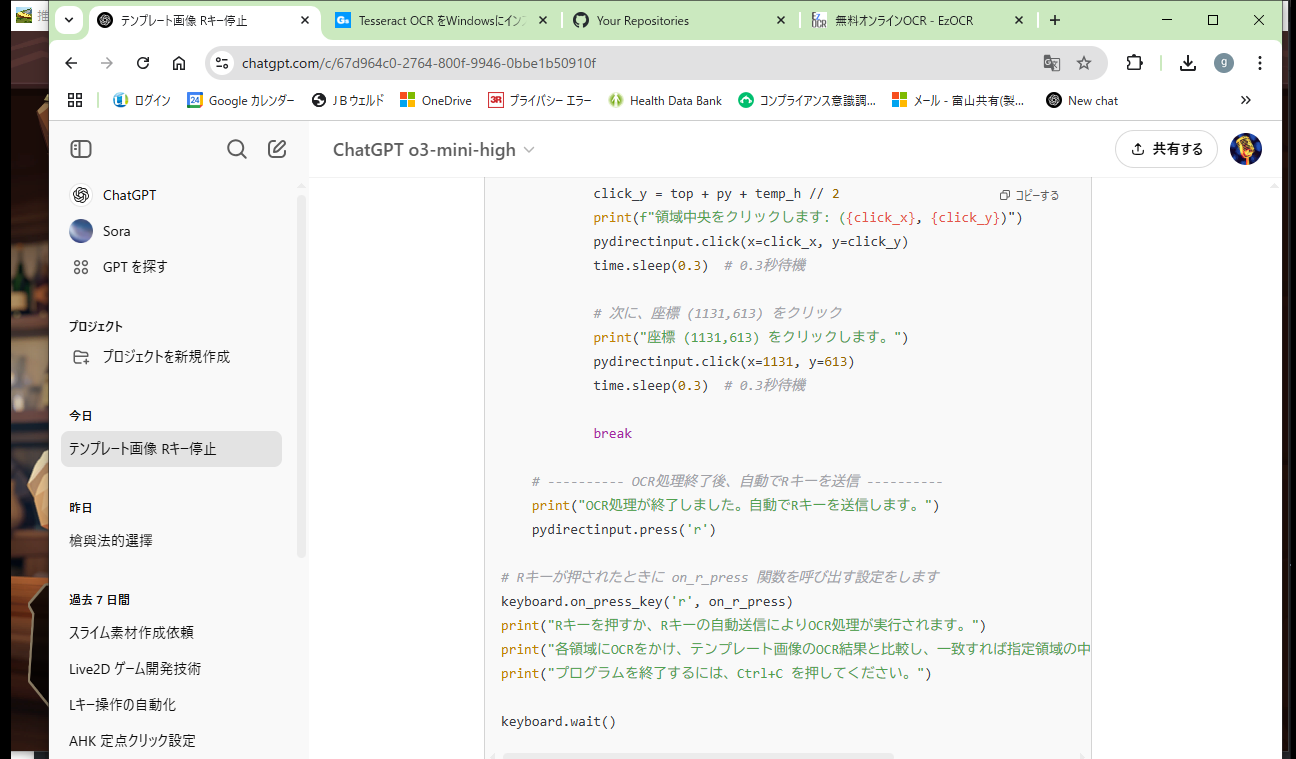 テンプレート画像 Rキー停止
Tesseract OCR をWindowsにイン
Your Repositories
無料オンラインOCR - EzOCR
chatgpt.com/c/67d964c0-2764-800f-9946-0bbe1b50910f
g
ログイン
Google カレンダー
J Bウェルド
OneDrive
プライバシー エラー
Health Data Bank
コンプライアンス意識調...
メール - 富山共有(製...
New chat
ChatGPT o3-mini-high
共有する
ChatGPT
Sora
GPT を探す
プロジェクト
プロジェクトを新規作成
今日
テンプレート画像 Rキー停止
昨日
槍與法的選擇
過去 7 日間
スライム素材作成依頼
Live2D ゲーム開発技術
Lキー操作の自動化
AHK 定点クリック設定
コピーする
click_y = top + py + temp_h // 2
print(f"領域中央をクリックします: ({click_x}, {click_y})")
pydirectinput.click(x=click_x, y=click_y)
time.sleep(0.3)  # 0.3秒待機
# 次に、座標 (1131,613) をクリック
print("座標 (1131,613) をクリックします。")
pydirectinput.click(x=1131, y=613)
time.sleep(0.3)  # 0.3秒待機
break
# ---------- OCR処理終了後、自動でRキーを送信 ----------
print("OCR処理が終了しました。自動でRキーを送信します。")
pydirectinput.press('r')
# Rキーが押されたときに on_r_press 関数を呼び出す設定をします
keyboard.on_press_key('r', on_r_press)
print("Rキーを押すか、Rキーの自動送信によりOCR処理が実行されます。")
print("各領域にOCRをかけ、テンプレート画像のOCR結果と比較し、一致すれば指定領域の中
print("プログラムを終了するには、Ctrl+C を押してください。")
keyboard.wait()